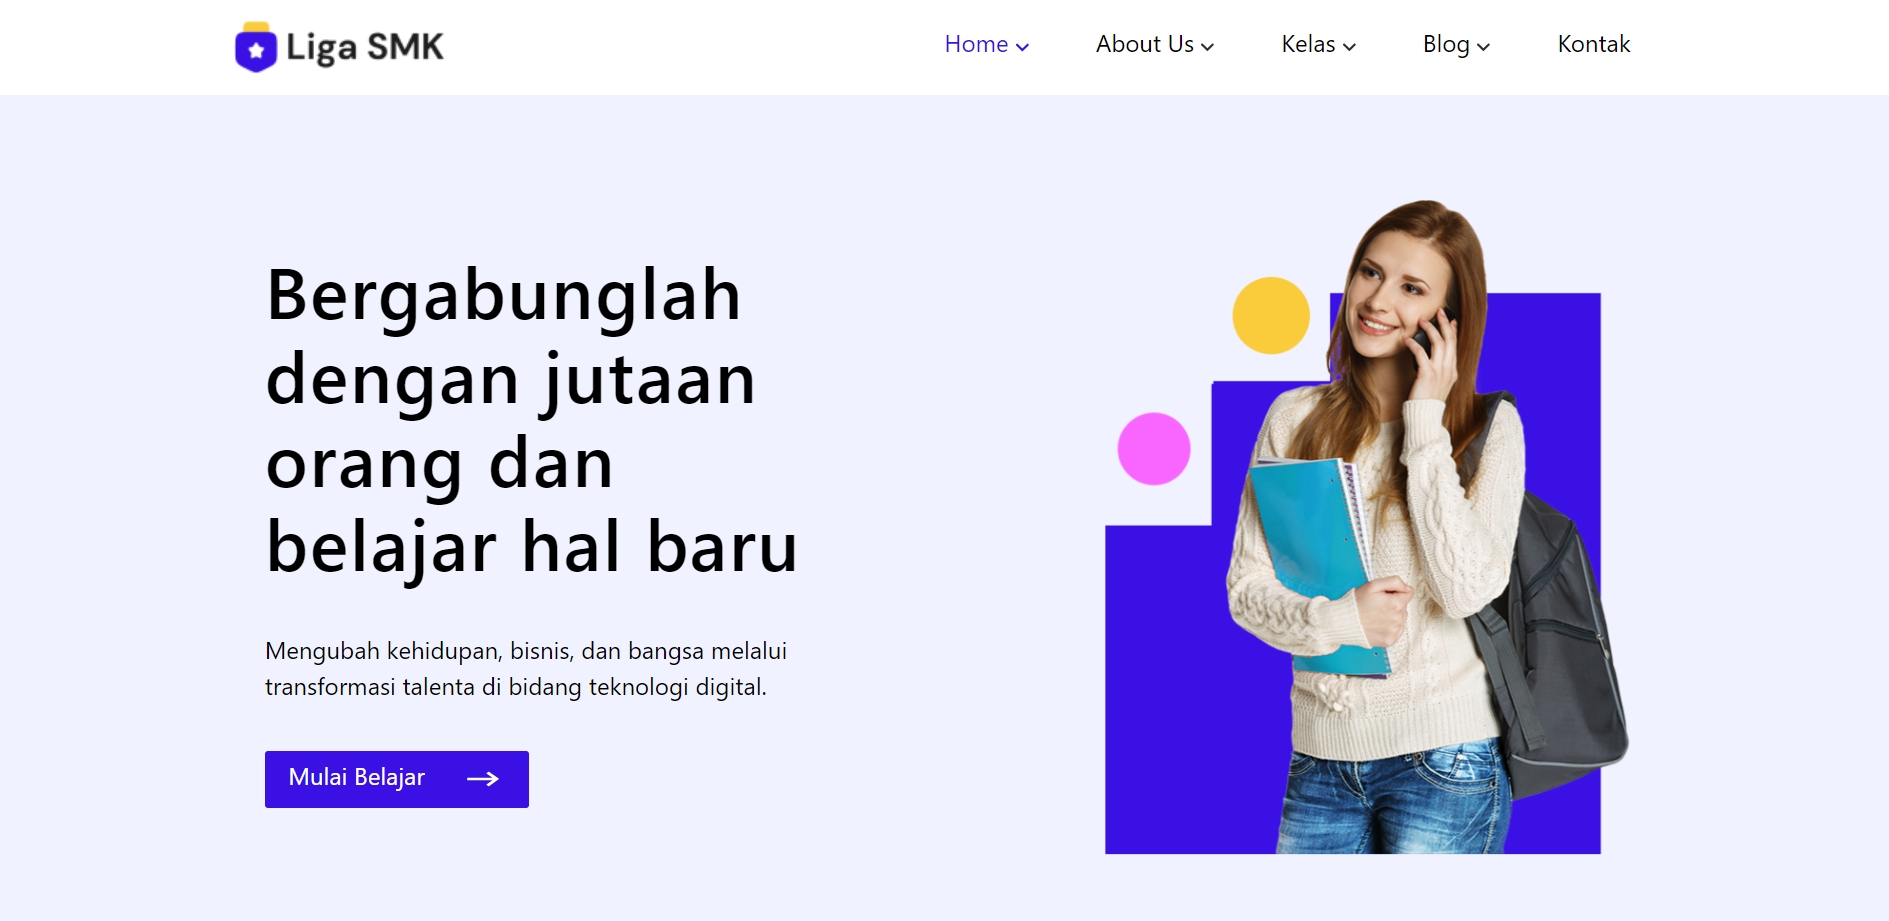 Liga SMK
Home
About Us
Kelas
Blog
Kontak
Bergabunglah
dengan jutaan
orang dan
belajar hal baru
Mengubah kehidupan, bisnis, dan bangsa melalui
transformasi talenta di bidang teknologi digital.
Mulai Belajar